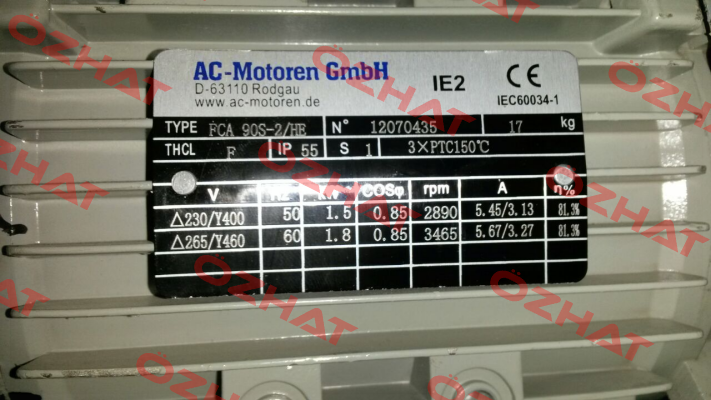 AC-Motoren GmbH
D-63110 Rodgau
www.ac-motoren.de
IE2
CE
IEC60034-1
TYPE FCA 90S-2/HE N° 12070435 17 kg
THCL F IP 55 S 1 3×PTC150℃
V Hz COSφ rpm A η%
△230/Y400 50 1.5 0.85 2890 5.45/3.13 81.3%
△265/Y460 60 1.8 0.85 3465 5.67/3.27 81.3%
OZHAT
OZHAT
OZHAT
OZHAT
OZHAT
OZHAT
OZHAT
OZHAT